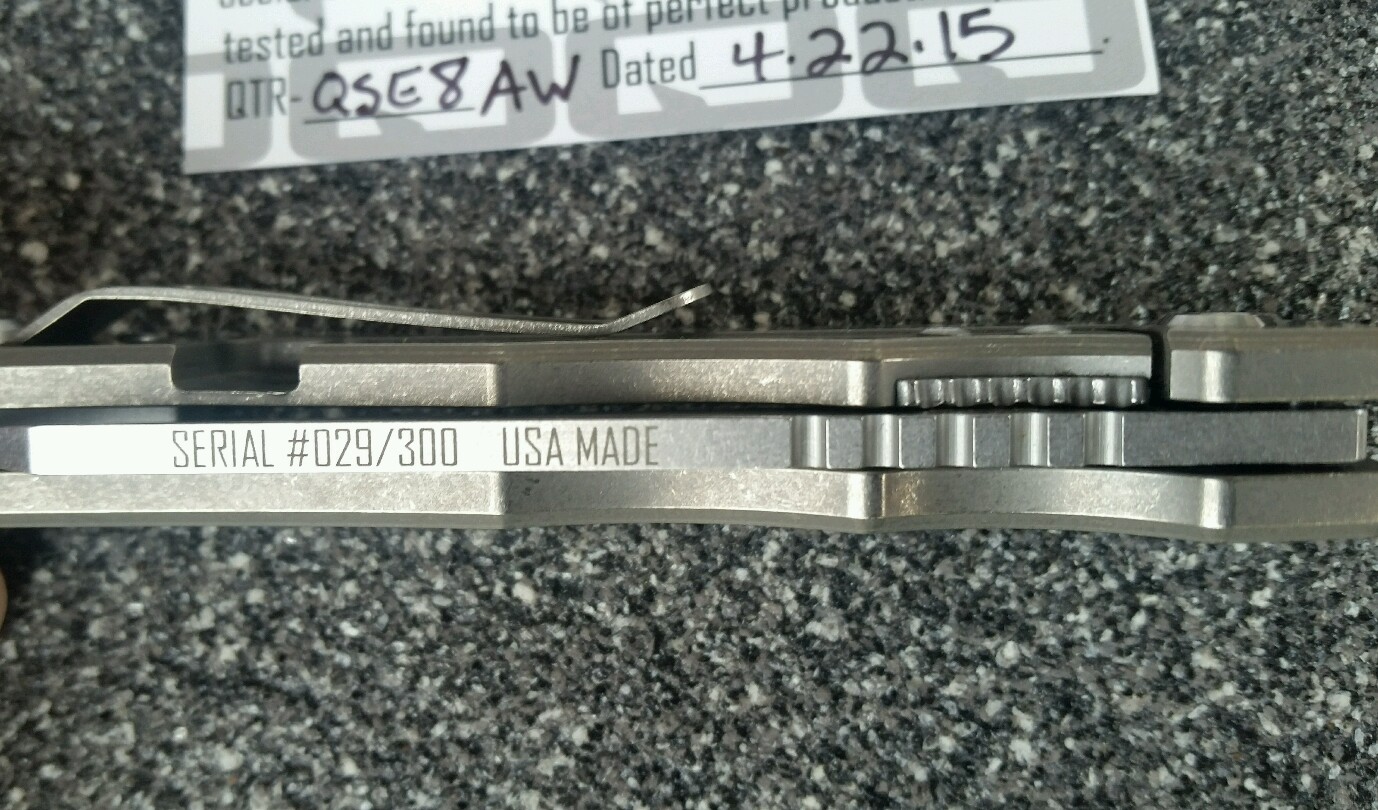 tested and found to be of perfect
QTR- QSE8AW Dated 4.22.15.
SERIAL #029/300 USA MADE